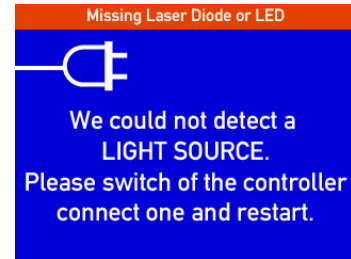 Missing Laser Diode or LED
We could not detect a
LIGHT SOURCE.
Please switch of the controller
connect one and restart.